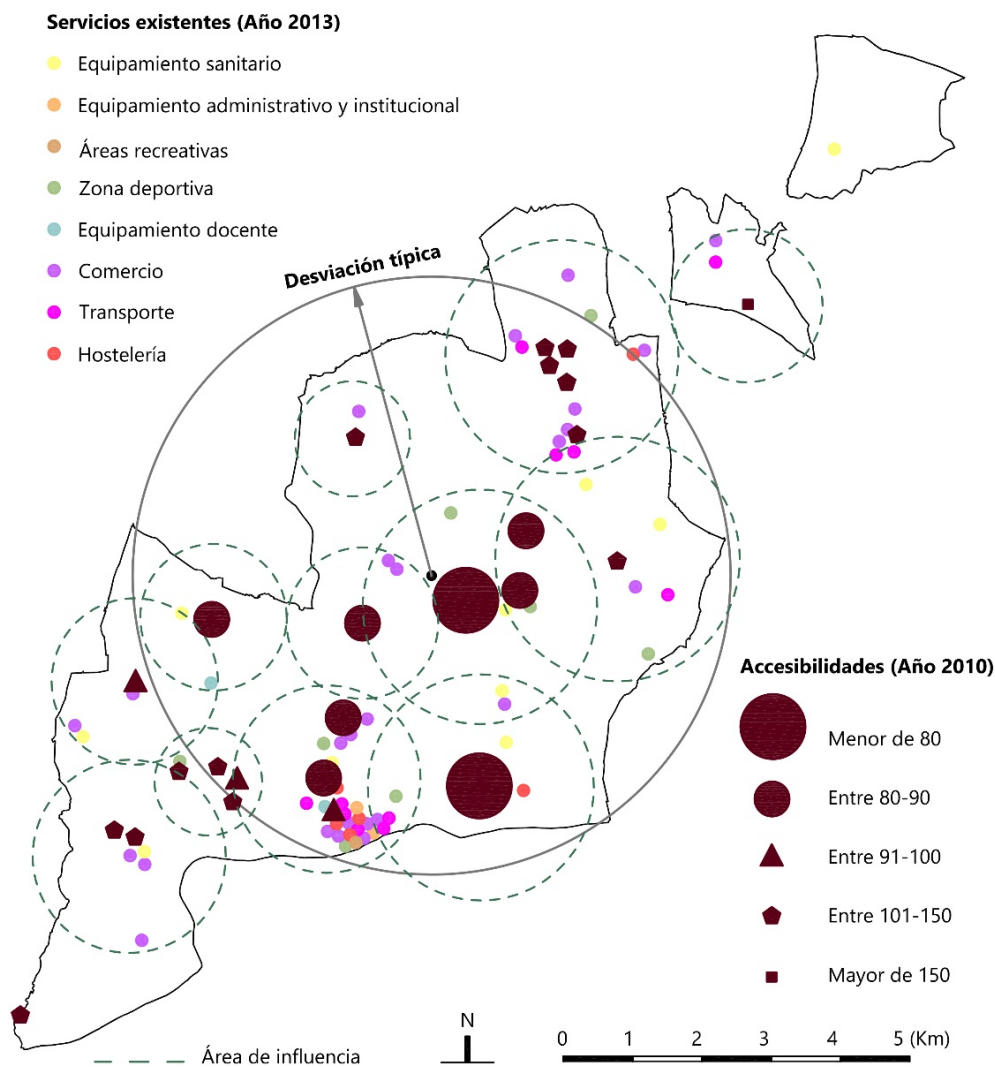 Servicios existentes (Año 2013)
Equipamiento sanitario
Equipamiento administrativo y institucional
Áreas recreativas
Zona deportiva
Equipamiento docente
Comercio
Transporte
Hostelería
Desviación típica
Accesibilidades (Año 2010)
Menor de 80
Entre 80-90
Entre 91-100
Entre 101-150
Mayor de 150
Área de influencia
N
0 1 2 3 4 5 (Km)